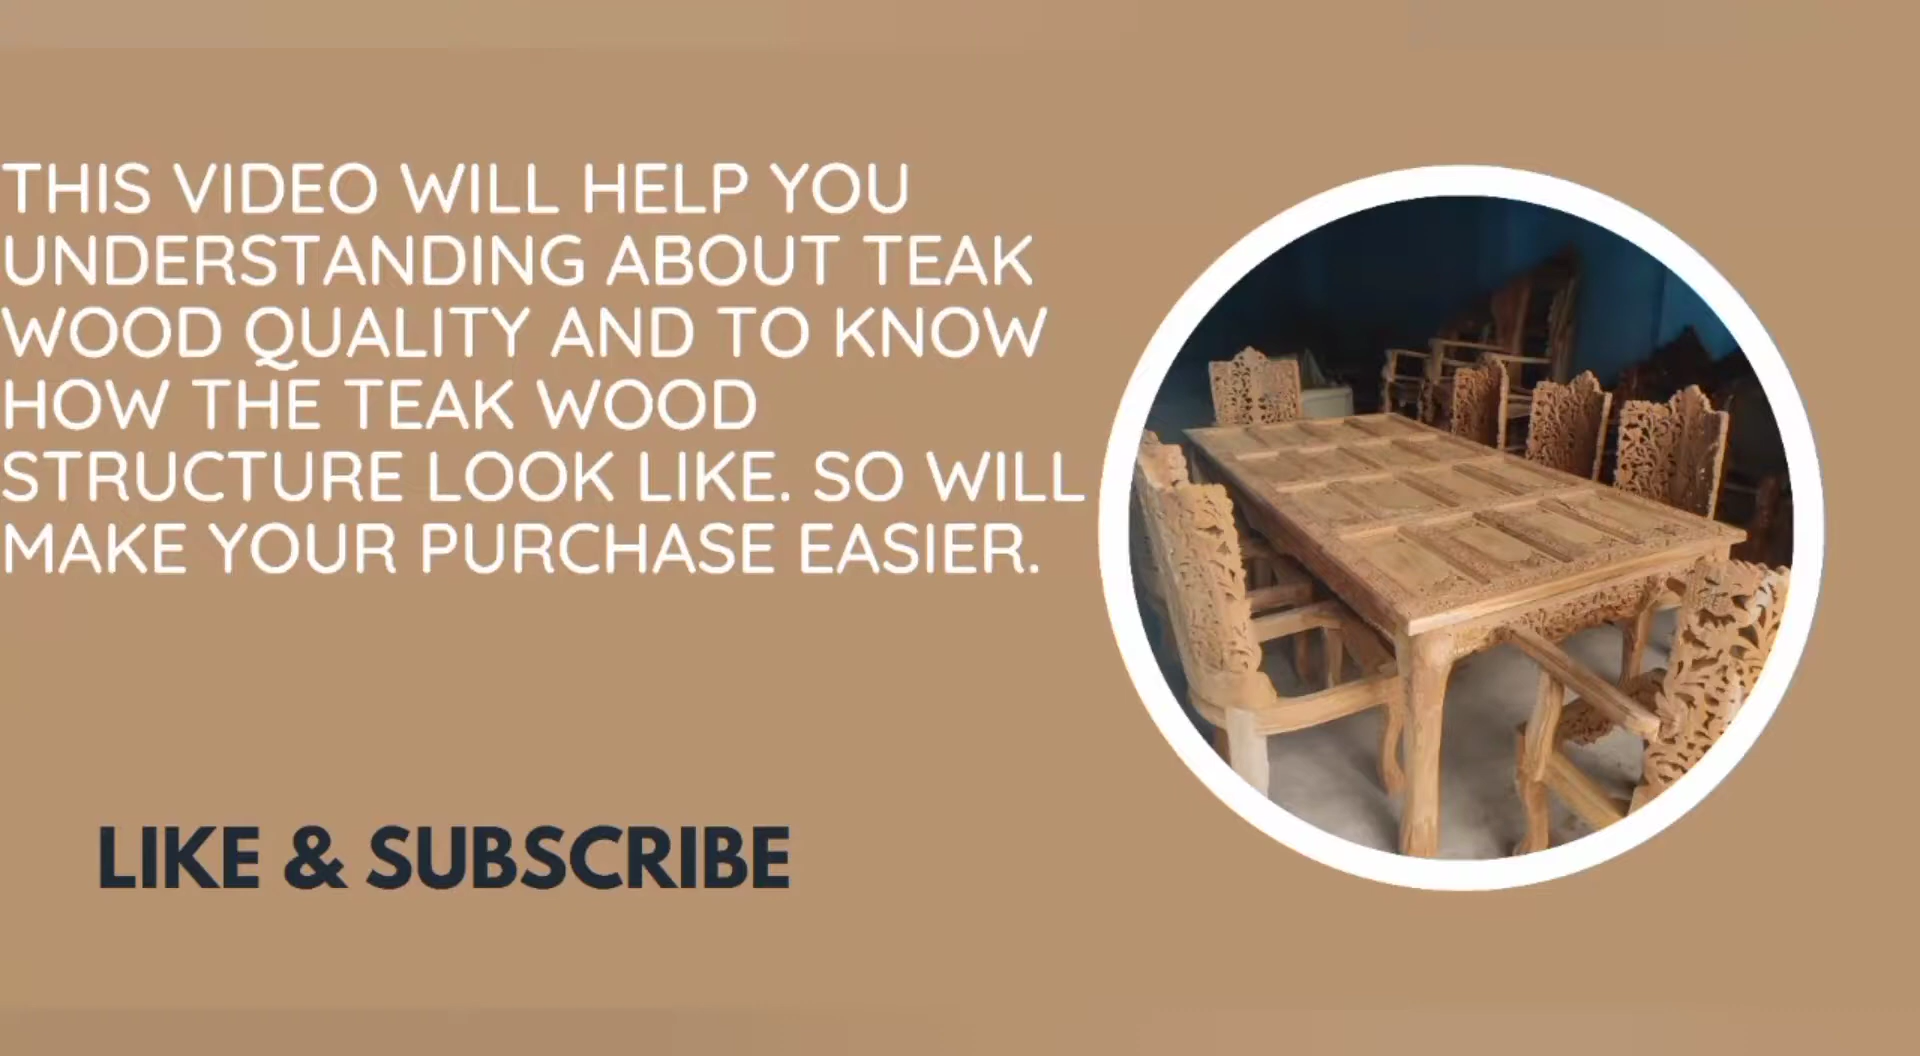 THIS VIDEO WILL HELP YOU
UNDERSTANDING ABOUT TEAK
WOOD QUALITY AND TO KNOW
HOW THE TEAK WOOD
STRUCTURE LOOK LIKE. SO WILL
MAKE YOUR PURCHASE EASIER.
LIKE & SUBSCRIBE